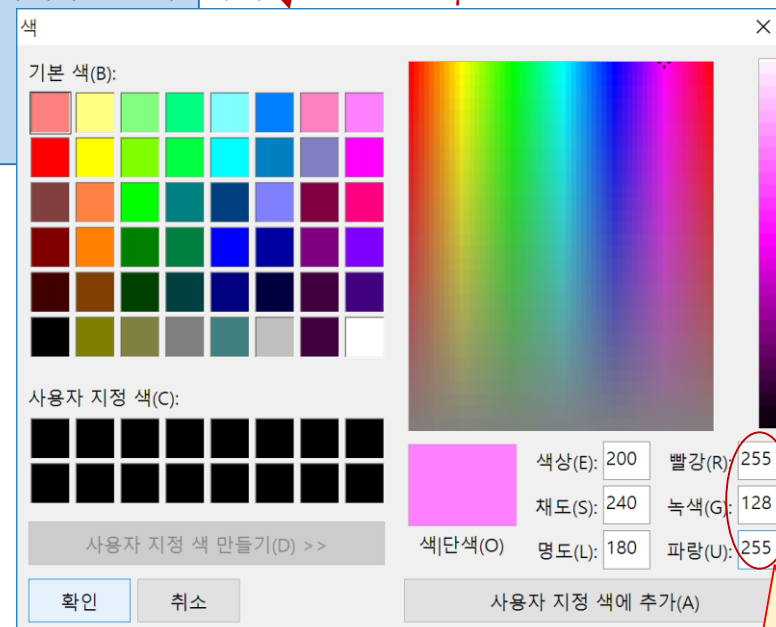 색
기본 색(B):
사용자 지정 색(C):
사용자 지정 색 만들기(D) >>
확인
취소
색|단색(O)
색상(E): 200
채도(S): 240
명도(L): 180
빨강(R): 255
녹색(G): 128
파랑(U): 255
사용자 지정 색에 추가(A)